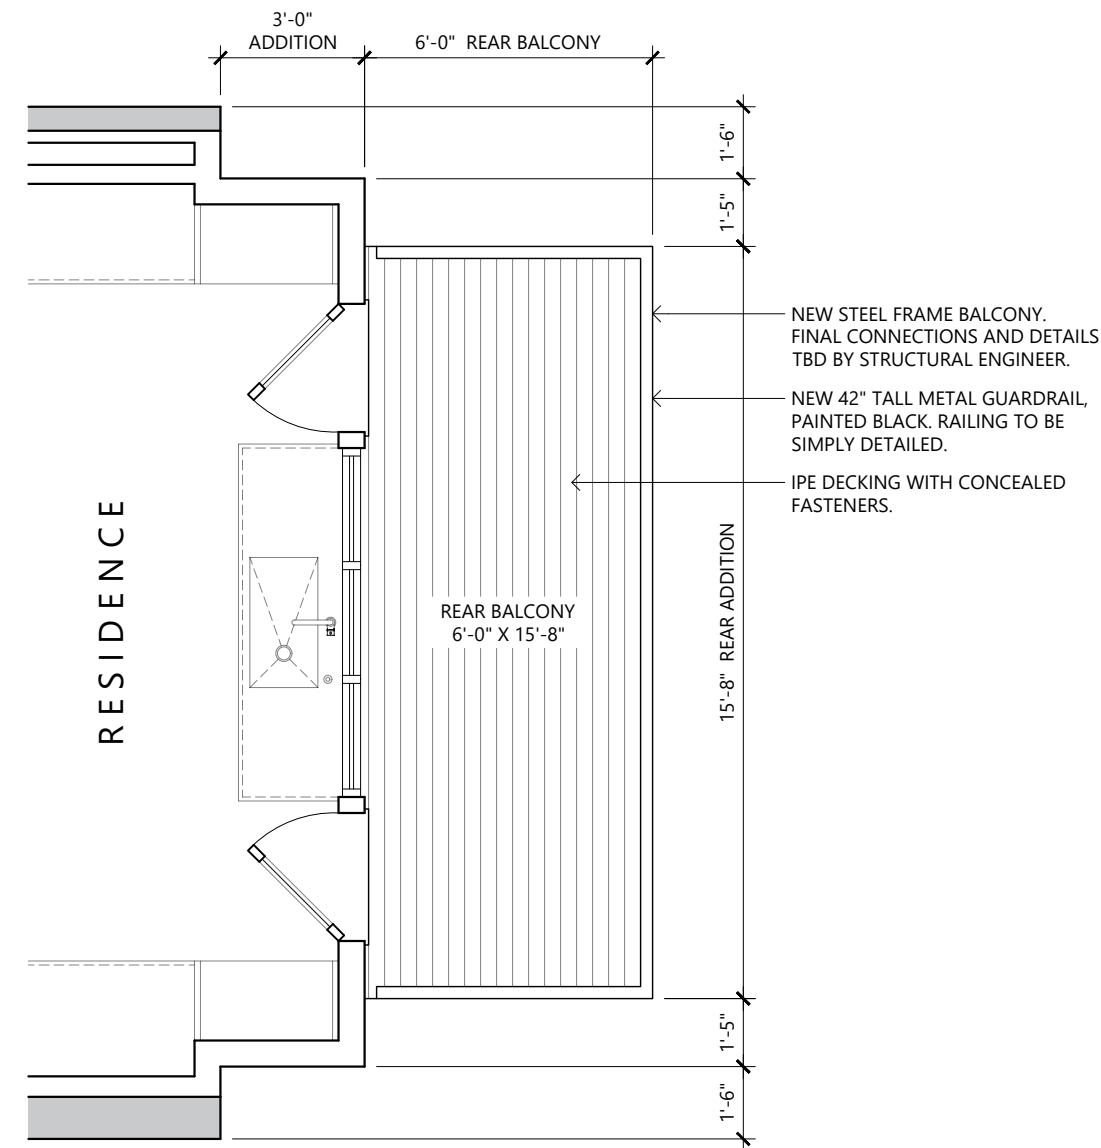 3'-0"
ADDITION
6'-0" REAR BALCONY
1'-6"
1'-5"
NEW STEEL FRAME BALCONY.
FINAL CONNECTIONS AND DETAILS
TBD BY STRUCTURAL ENGINEER.
NEW 42" TALL METAL GUARDRAIL,
PAINTED BLACK. RAILING TO BE
SIMPLY DETAILED.
IPE DECKING WITH CONCEALED
FASTENERS.
RESIDENCE
REAR BALCONY
6'-0" X 15'-8"
15'-8" REAR ADDITION
1'-5"
1'-6"